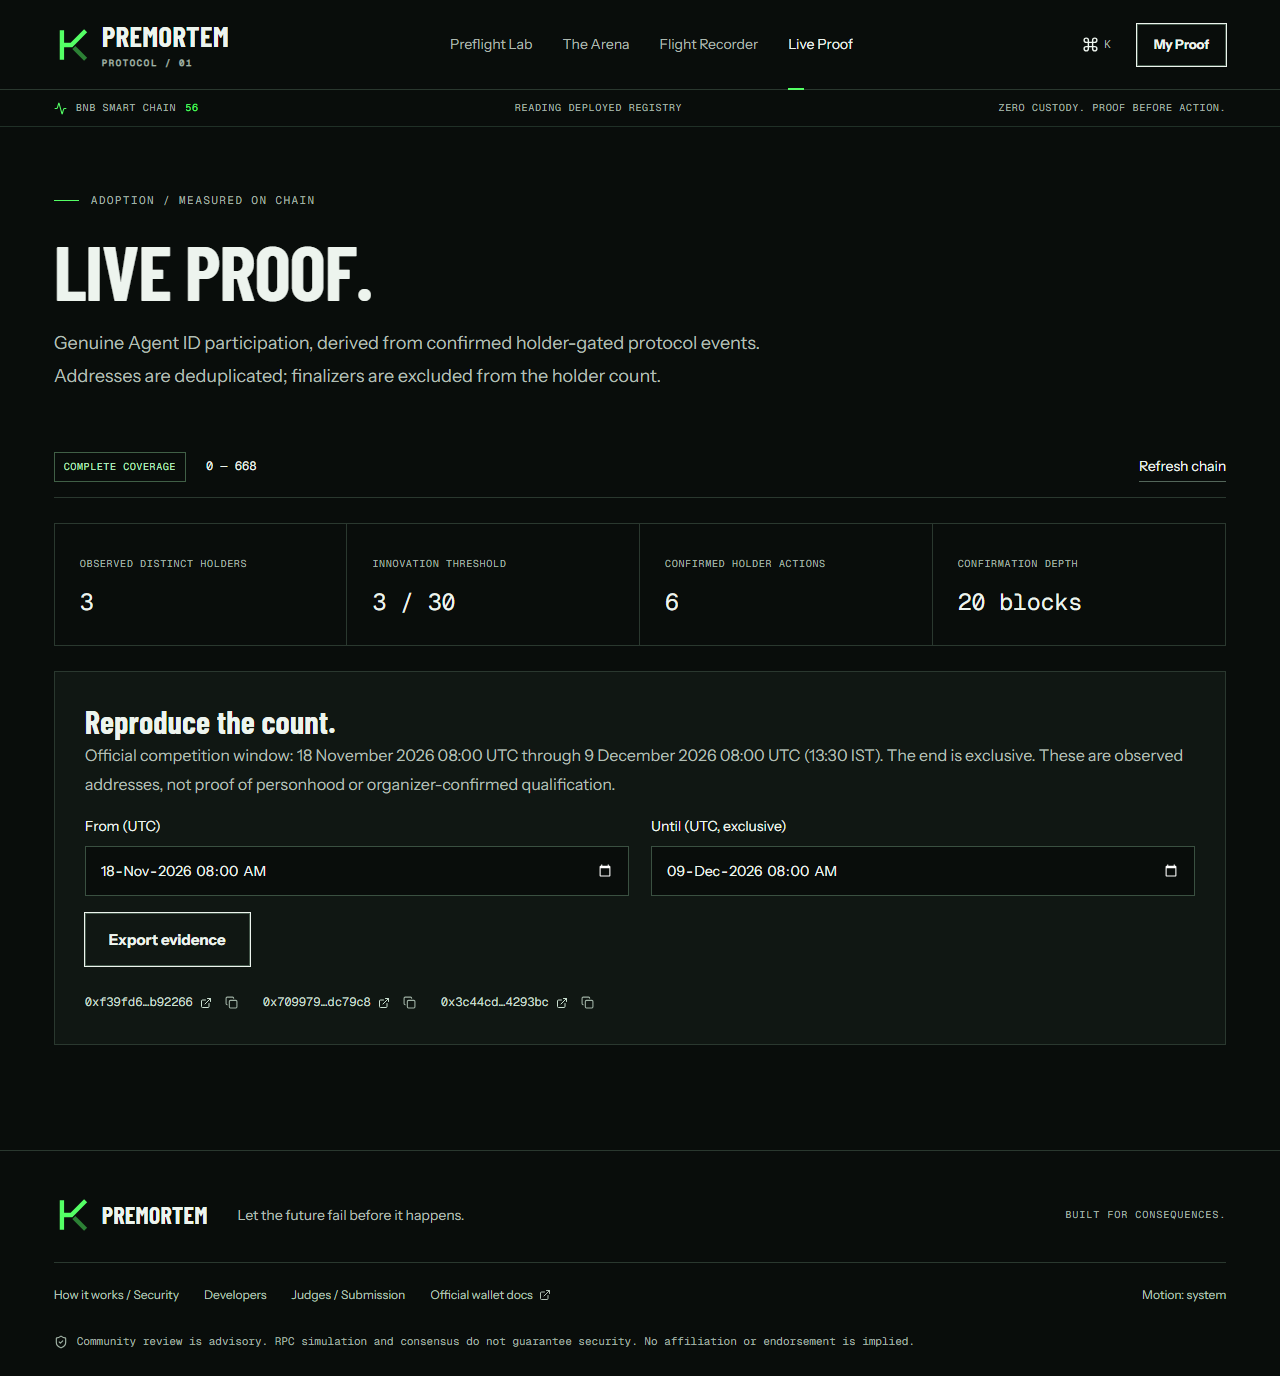 PREMORTEM
PROTOCOL / 01
Preflight Lab
The Arena
Flight Recorder
Live Proof
⌘ K
My Proof
BNB SMART CHAIN 56
READING DEPLOYED REGISTRY
ZERO CUSTODY. PROOF BEFORE ACTION.
ADOPTION / MEASURED ON CHAIN
LIVE PROOF.
Genuine Agent ID participation, derived from confirmed holder-gated protocol events.
Addresses are deduplicated; finalizers are excluded from the holder count.
COMPLETE COVERAGE
0 — 668
Refresh chain
OBSERVED DISTINCT HOLDERS
3
INNOVATION THRESHOLD
3 / 30
CONFIRMED HOLDER ACTIONS
6
CONFIRMATION DEPTH
20 blocks
Reproduce the count.
Official competition window: 18 November 2026 08:00 UTC through 9 December 2026 08:00 UTC (13:30 IST). The end is exclusive. These are observed
addresses, not proof of personhood or organizer-confirmed qualification.
From (UTC)
18-Nov-2026 08:00 AM
Until (UTC, exclusive)
09-Dec-2026 08:00 AM
Export evidence
0xf39fd6…b92266
0x709979…dc79c8
0x3c44cd…4293bc
PREMORTEM
Let the future fail before it happens.
BUILT FOR CONSEQUENCES.
How it works / Security
Developers
Judges / Submission
Official wallet docs
Motion: system
Community review is advisory. RPC simulation and consensus do not guarantee security. No affiliation or endorsement is implied.